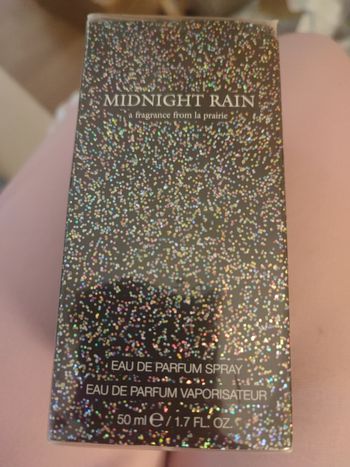 MIDNIGHT RAIN
a fragrance from la prairie
EAU DE PARFUM SPRAY
EAU DE PARFUM VAPORISATEUR
50 ml ℮ / 1.7 FL. OZ.